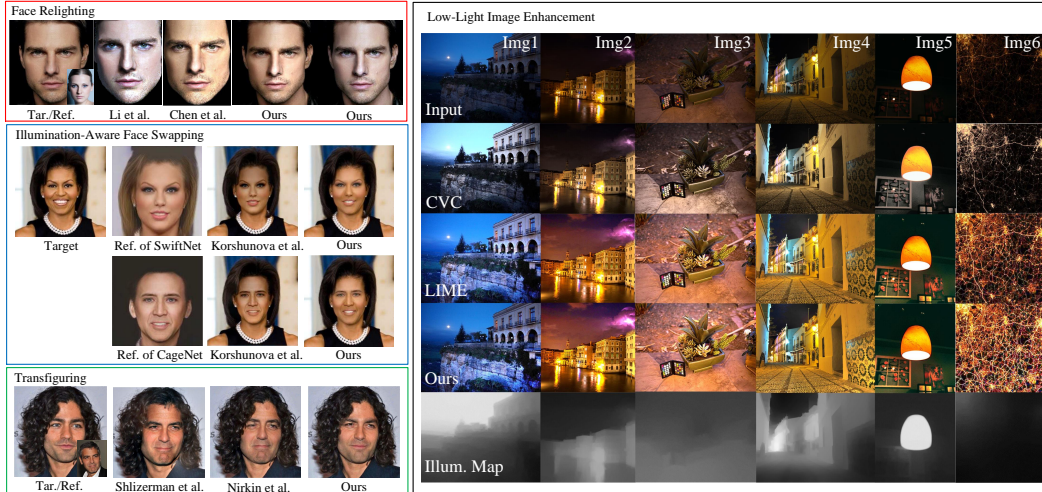 Face Relighting
Tar./Ref. Li et al. Chen et al. Ours Ours
Illumination-Aware Face Swapping
Target Ref. of SwiftNet Korshunova et al. Ours
Ref. of CageNet Korshunova et al. Ours
Transfiguring
S S S S
Tar./Ref. Shlizerman et al. Nirkin et al. Ours
Low-Light Image Enhancement
Img1 Img2 Img3 Img4 Img5 Img6
Input
CVC
LIME
Ours
Illum. Map